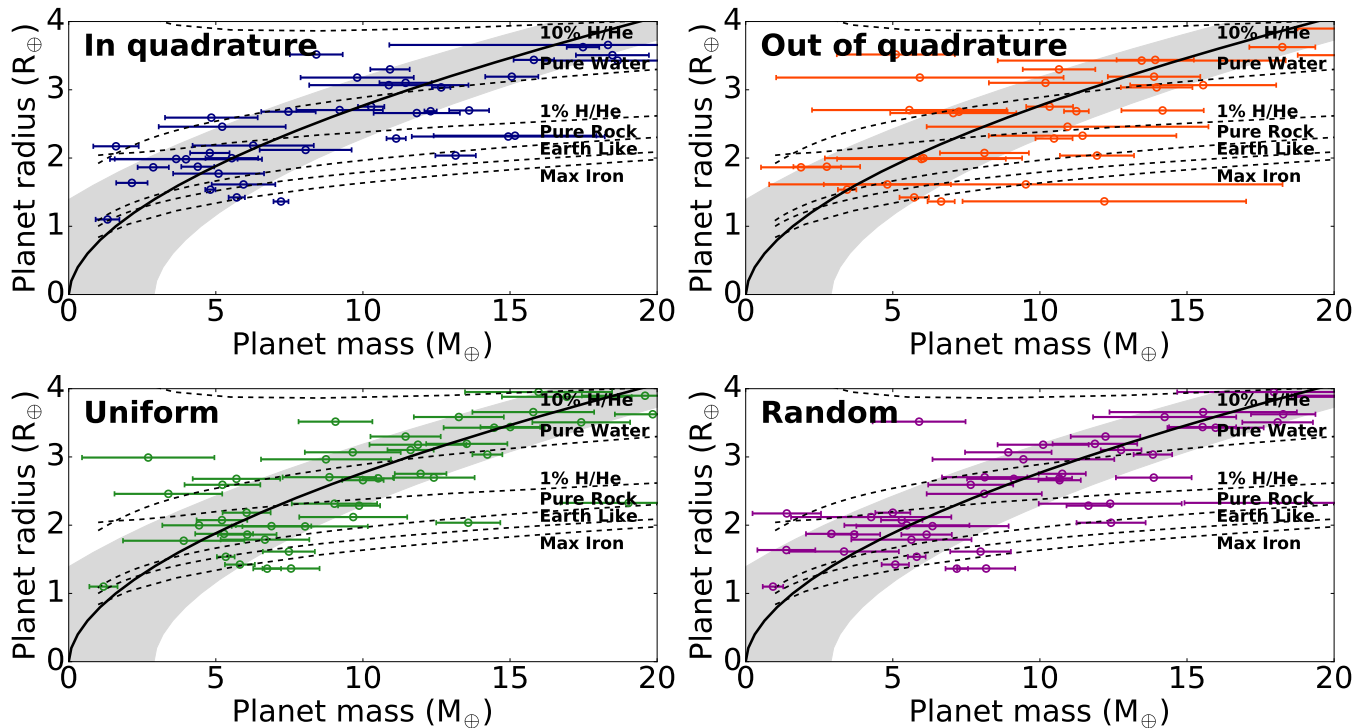 In quadrature
10% H/He
Pure Water
1% H/He
Pure Rock
Earth Like
Max Iron
Planet radius (R⊕)
4
3
2
1
0
0 5 10 15 20
Planet mass (M⊕)
Out of quadrature
10% H/He
Pure Water
1% H/He
Pure Rock
Earth Like
Max Iron
Planet radius (R⊕)
4
3
2
1
0
0 5 10 15 20
Planet mass (M⊕)
Uniform
10% H/He
Pure Water
1% H/He
Pure Rock
Earth Like
Max Iron
Planet radius (R⊕)
4
3
2
1
0
0 5 10 15 20
Planet mass (M⊕)
Random
10% H/He
Pure Water
1% H/He
Pure Rock
Earth Like
Max Iron
Planet radius (R⊕)
4
3
2
1
0
0 5 10 15 20
Planet mass (M⊕)